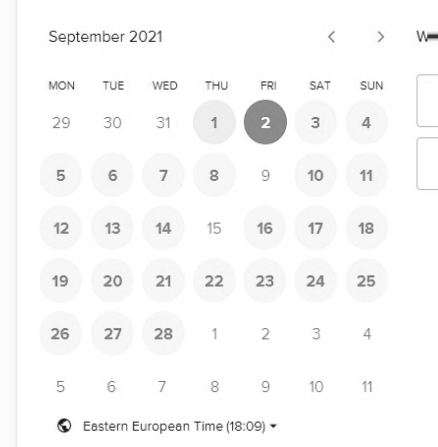 September 2021
MON TUE WED THU FRI SAT SUN
29 30 31 1 2 3 4
5 6 7 8 9 10 11
12 13 14 15 16 17 18
19 20 21 22 23 24 25
26 27 28 1 2 3 4
5 6 7 8 9 10 11
Eastern European Time (18:09)